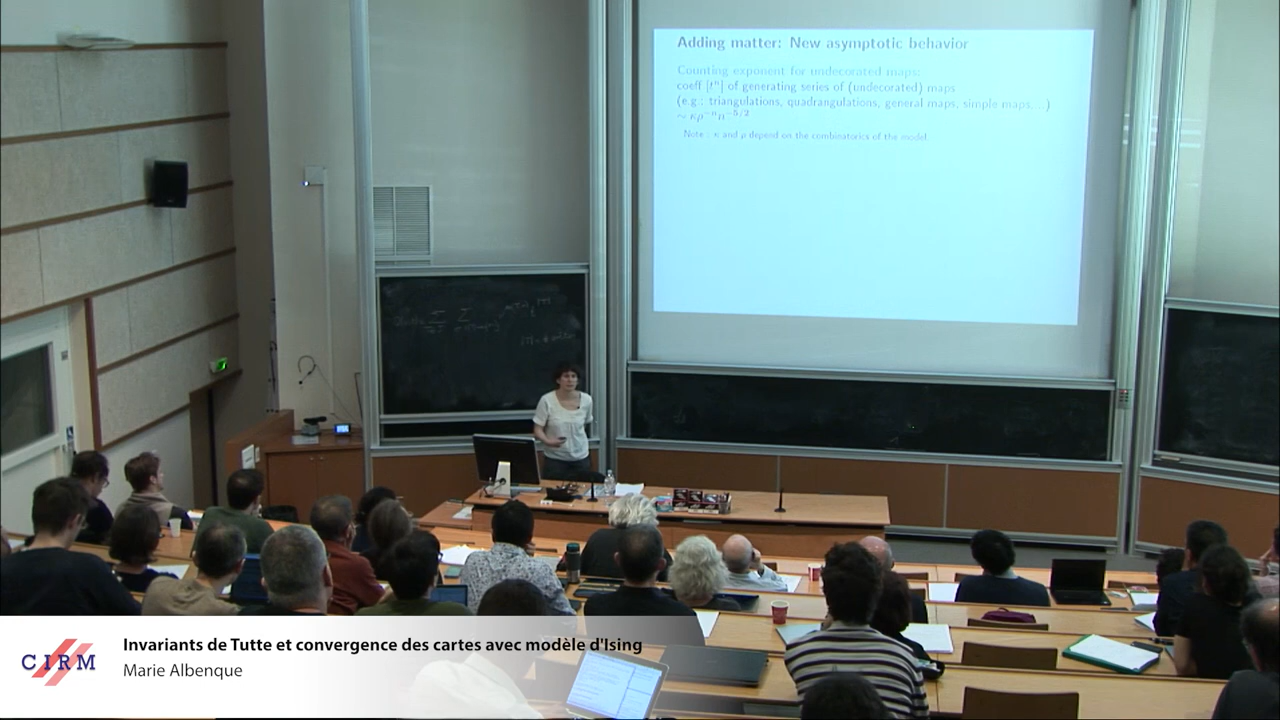 Adding matter: New asymptotic behavior
Counting exponent for undecorated maps:
coeff [tⁿ] of generating series of (undecorated) maps
(e.g.: triangulations, quadrangulations, general maps, simple maps,...)
∼ κρ⁻ⁿn⁻⁵/²
Note : κ and ρ depend on the combinatorics of the model
CIRM
Invariants de Tutte et convergence des cartes avec modèle d'Ising
Marie Albenque